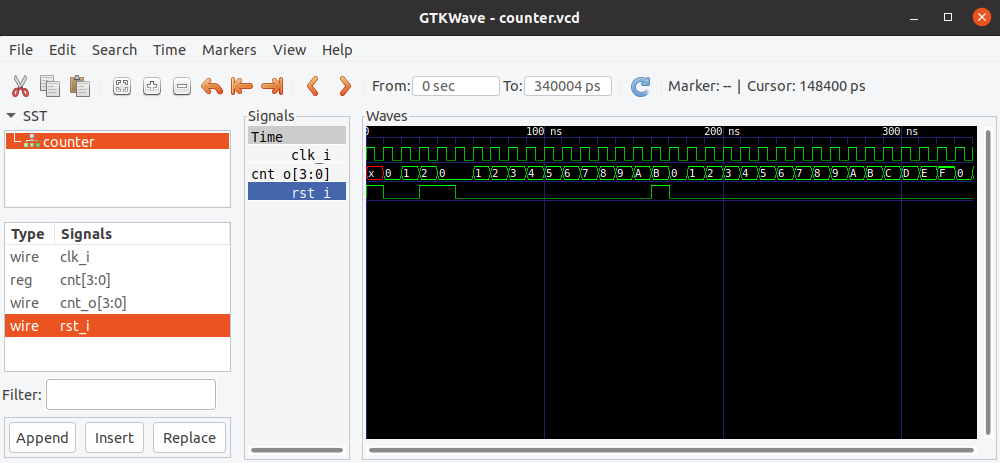 GTKWave - counter.vcd
File Edit Search Time Markers View Help
From: 0 sec To: 340004 ps Marker: -- | Cursor: 148400 ps
SST
counter
Type Signals
wire clk_i
reg cnt[3:0]
wire cnt_o[3:0]
wire rst_i
Filter:
Append Insert Replace
Signals
Time
clk_i
cnt_o[3:0]
rst_i
Waves
0 100 ns 200 ns 300 ns
x 0 1 2 0 1 2 3 4 5 6 7 8 9 A B 0 1 2 3 4 5 6 7 8 9 A B C D E F 0